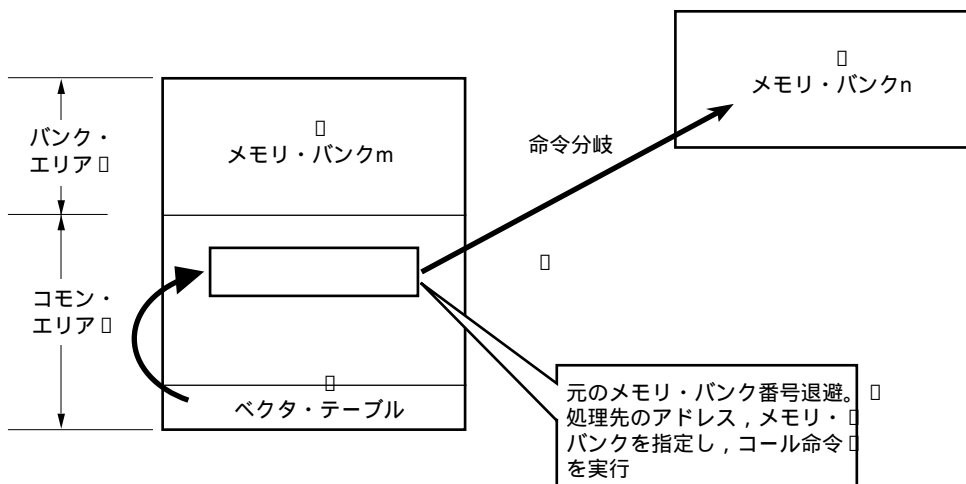 メモリ・バンクn
バンク・
エリア
メモリ・バンクm
命令分岐
コモン・
エリア
ベクタ・テーブル
元のメモリ・バンク番号退避。
処理先のアドレス，メモリ・
バンクを指定し，コール命令
を実行